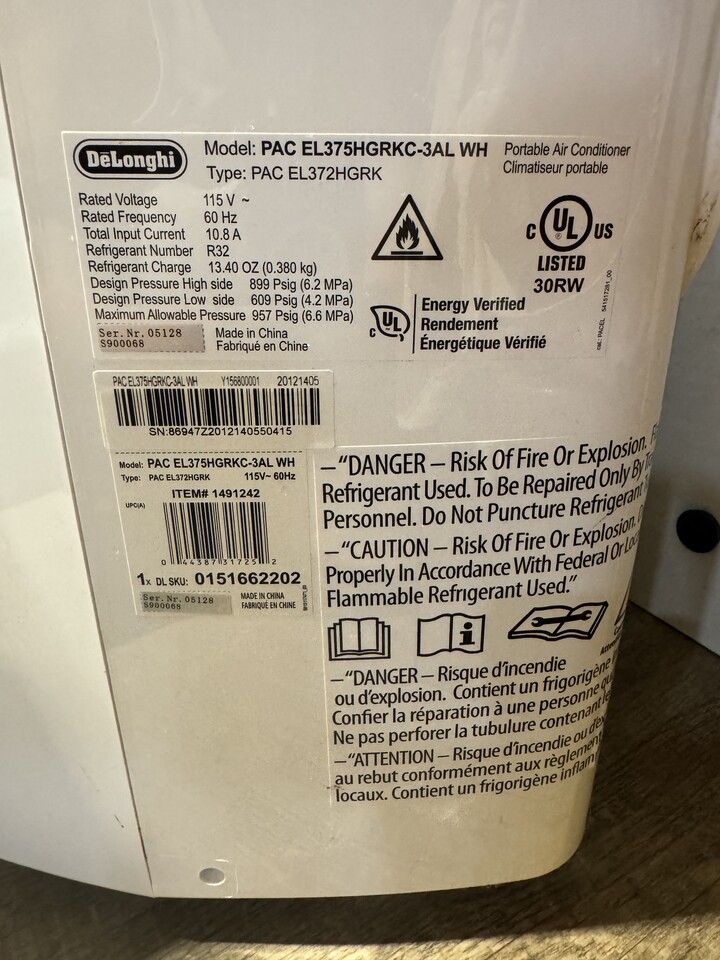 DeLonghi
Model: PAC EL375HGRKC-3AL WH
Type: PAC EL372HGRK
Portable Air Conditioner
Climatiseur portable
Rated Voltage 115 V ~
Rated Frequency 60 Hz
Total Input Current 10.8 A
Refrigerant Number R32
Refrigerant Charge 13.40 OZ (0.380 kg)
Design Pressure High side 899 Psig (6.2 MPa)
Design Pressure Low side 609 Psig (4.2 MPa)
Maximum Allowable Pressure 957 Psig (6.6 MPa)
Ser. Nr. 05128
S900068
Made in China
Fabriqué en Chine
C UL US
LISTED
30RW
C UL
Energy Verified
Rendement
Énergétique Vérifié
PAC EL375HGRKC-3AL WH Y156800001 20121405
SN:86947Z2012140550415
Model: PAC EL375HGRKC-3AL WH
Type: PAC EL372HGRK 115V~ 60Hz
ITEM# 1491242
UPC(A)
0 44387 31725 2
1x DL SKU: 0151662202
Ser. Nr. 05128
S900068
MADE IN CHINA
FABRIQUÉ EN CHINE
–“DANGER – Risk Of Fire Or Explosion.
Refrigerant Used. To Be Repaired Only By
Personnel. Do Not Puncture Refrigerant
–“CAUTION – Risk Of Fire Or Explosion.
Properly In Accordance With Federal Or
Flammable Refrigerant Used.”
–“DANGER – Risque d’incendie
ou d’explosion. Contient un frigorigène
Confier la réparation à une personne
Ne pas perforer la tubulure contenant
–“ATTENTION – Risque d’incendie ou
au rebut conformément aux
locaux. Contient un frigorigène